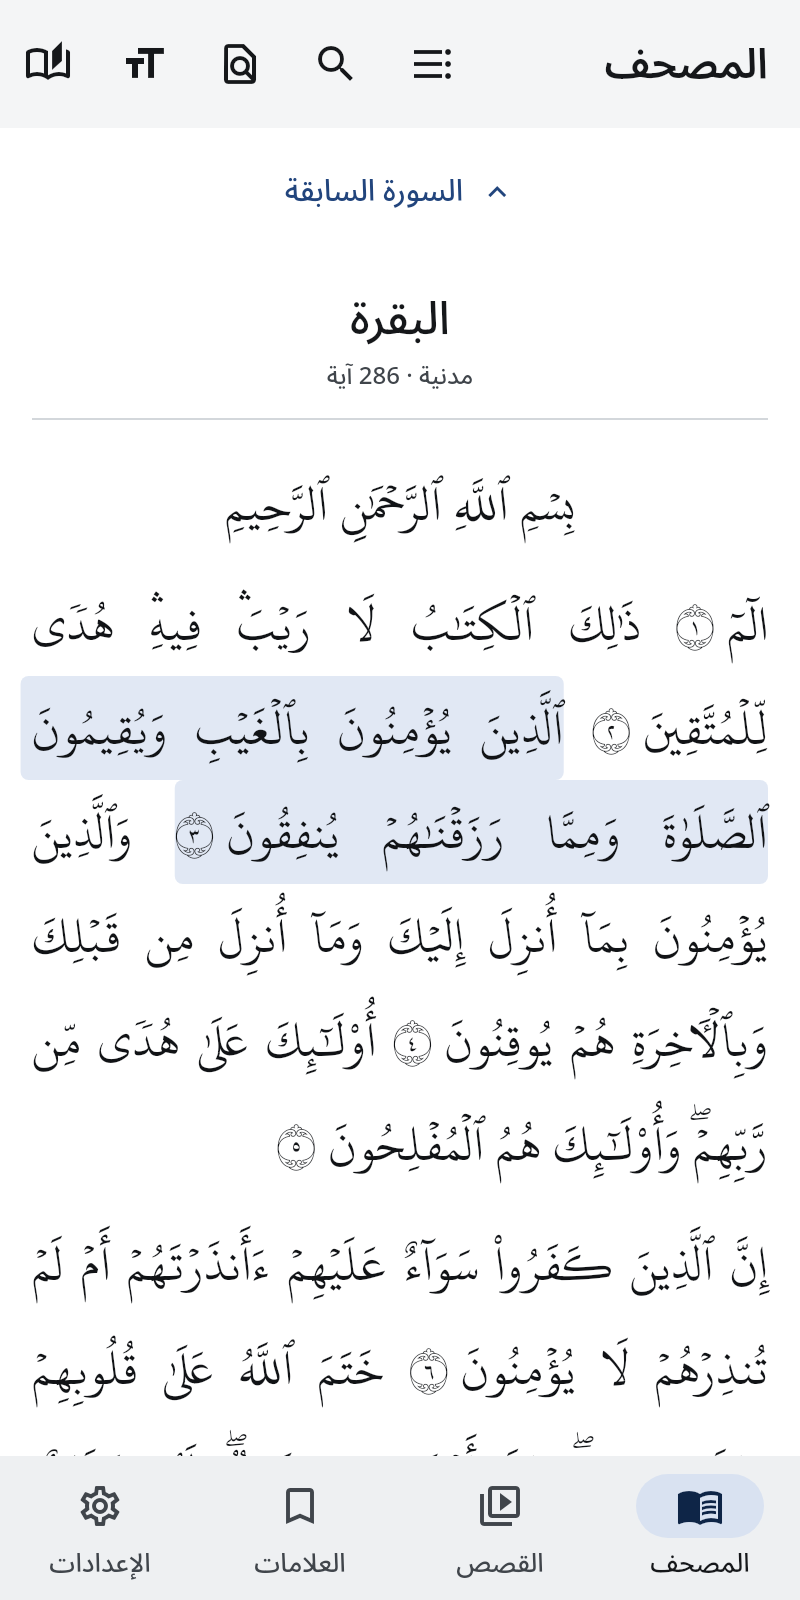 المصحف
السورة السابقة
البقرة
مدنية · 286 آية
بِسۡمِ ٱللَّهِ ٱلرَّحۡمَٰنِ ٱلرَّحِيمِ
الٓمٓ ١ ذَٰلِكَ ٱلۡكِتَٰبُ لَا رَيۡبَۛ فِيهِۛ هُدٗى
لِّلۡمُتَّقِينَ ٢ ٱلَّذِينَ يُؤۡمِنُونَ بِٱلۡغَيۡبِ وَيُقِيمُونَ
ٱلصَّلَوٰةَ وَمِمَّا رَزَقۡنَٰهُمۡ يُنفِقُونَ ٣ وَٱلَّذِينَ
يُؤۡمِنُونَ بِمَآ أُنزِلَ إِلَيۡكَ وَمَآ أُنزِلَ مِن قَبۡلِكَ
وَبِٱلۡأٓخِرَةِ هُمۡ يُوقِنُونَ ٤ أُوْلَٰٓئِكَ عَلَىٰ هُدٗى مِّن
رَّبِّهِمۡۖ وَأُوْلَٰٓئِكَ هُمُ ٱلۡمُفۡلِحُونَ ٥
إِنَّ ٱلَّذِينَ كَفَرُواْ سَوَآءٌ عَلَيۡهِمۡ ءَأَنذَرۡتَهُمۡ أَمۡ لَمۡ
تُنذِرۡهُمۡ لَا يُؤۡمِنُونَ ٦ خَتَمَ ٱللَّهُ عَلَىٰ قُلُوبِهِمۡ
المصحف
القصص
العلامات
الإعدادات